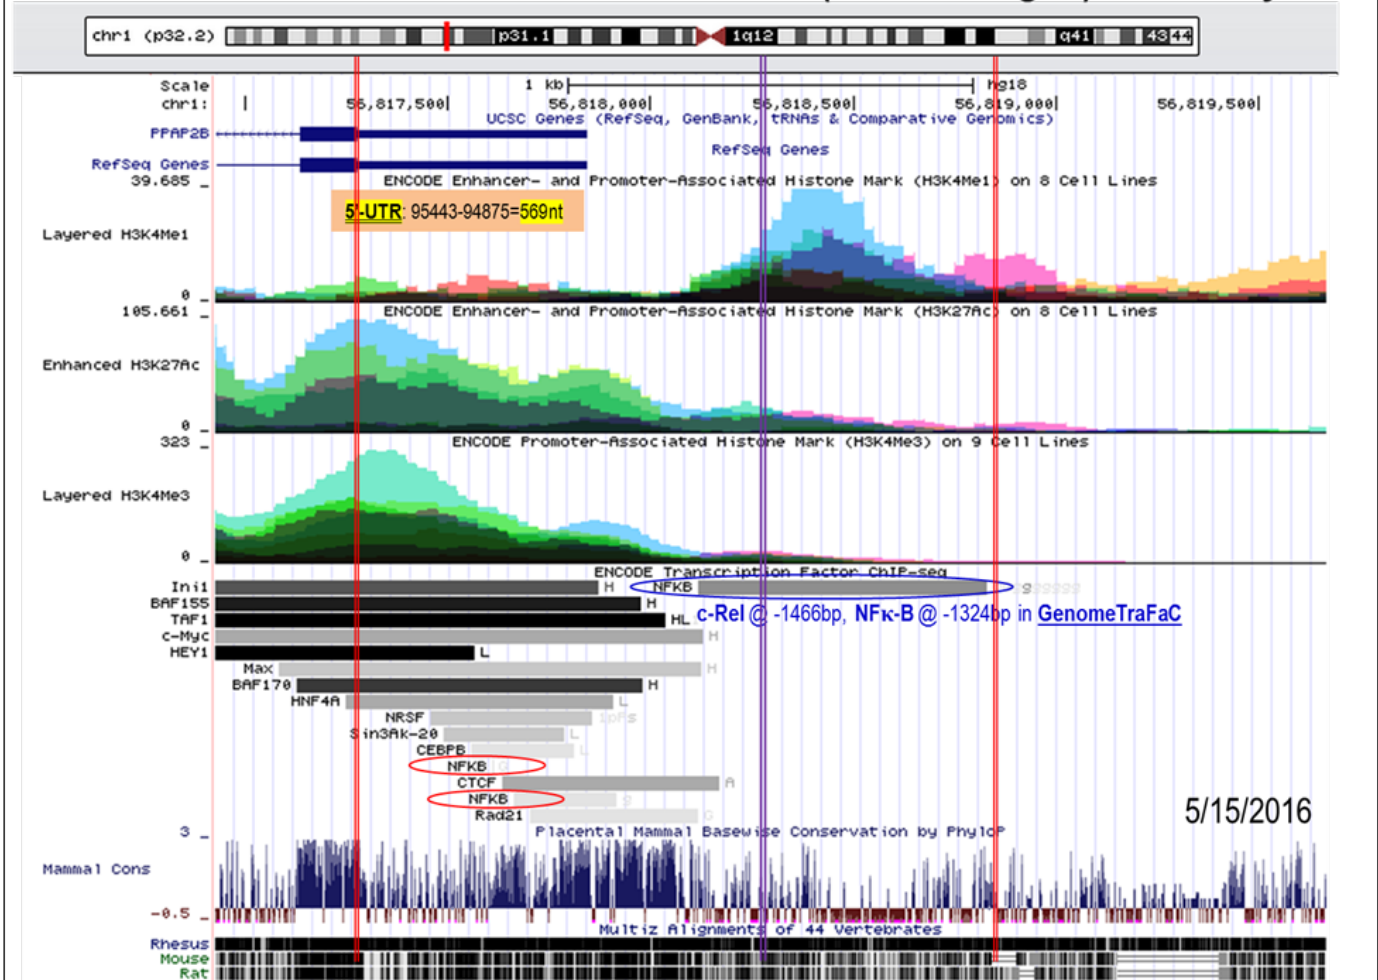 chr1 (p32.2) p31.1 1q12 q41 43 44
Scale 1 kb hg18
chr1: 56,817,500 56,818,000 56,818,500 56,819,000 56,819,500
UCSC Genes (RefSeq, GenBank, tRNAs & Comparative Genomics)
PPAP2B
RefSeq Genes
RefSeq Genes
39.685 _ ENCODE Enhancer- and Promoter-Associated Histone Mark (H3K4Me1) on 8 Cell Lines
5'-UTR: 95443-94875=569nt
Layered H3K4Me1
0 _
105.661 _ ENCODE Enhancer- and Promoter-Associated Histone Mark (H3K27Ac) on 8 Cell Lines
Enhanced H3K27Ac
0 _
323 _ ENCODE Promoter-Associated Histone Mark (H3K4Me3) on 9 Cell Lines
Layered H3K4Me3
0 _
ENCODE Transcription Factor ChIP-seq
Ini1 H NFKB gggggg
BAF155 H
TAF1 HL c-Rel @ -1466bp, NFκ-B @ -1324bp in GenomeTraFaC
c-Myc H
HEY1 L
Max H
BAF170 H
HNF4A L
NRSF
Sin3Ak-20 L
CEBPB L
NFKB G
CTCF A
NFKB g
Rad21 G
5/15/2016
3 _ Placental Mammal Basewise Conservation by PhyloP
Mammal Cons
-0.5 _
Multiz Alignments of 44 Vertebrates
Rhesus
Mouse
Rat